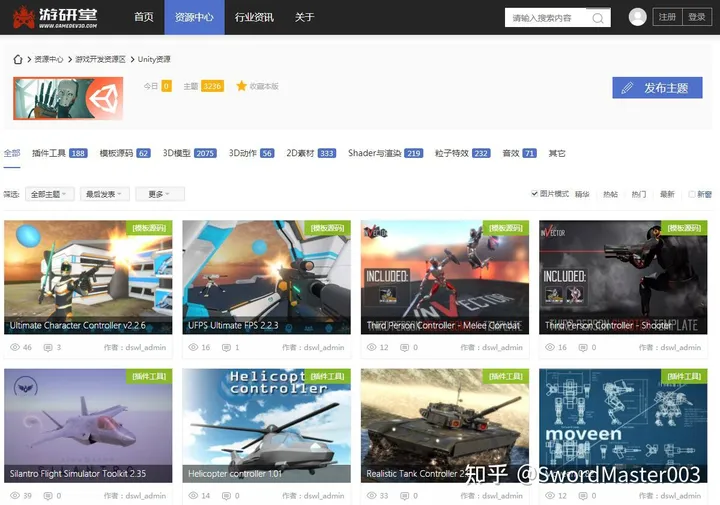 游研堂
WWW.GAMEDEV3D.COM
首页 资源中心 行业资讯 关于
请输入搜索内容
注册 登录
资源中心 游戏开发资源区 Unity资源
今日 0 主题 3236 收藏本版
发布主题
全部 插件工具 188 模板源码 62 3D模型 2075 3D动作 56 2D素材 333 Shader与渲染 219 粒子特效 232 音效 71 其它
筛选: 全部主题 最后发表 更多
图片模式 精华 热帖 热门 最新 新窗
[模板源码] [模板源码] [模板源码] [模板源码]
INVECTOR
INCLUDED:
INVECTOR
INVECTOR
INCLUDED:
TEMPLATE
Ultimate Character Controller v2.2.6
UFPS Ultimate FPS 2.2.3
Third Person Controller - Melee Combat
Third Person Controller - Shooter
46 3 作者：dswl_admin
16 1 作者：dswl_admin
12 0 作者：dswl_admin
16 0 作者：dswl_admin
[插件工具] [插件工具] [插件工具]
Helicopt
controller
moveen
Silantro Flight Simulator Toolkit 2.35
Helicopter controller 1.01
Realistic Tank Controller 2
知乎 @SwordMaster003
39 0 作者：dswl_admin
14 0 作者：dswl_admin
33 0 作者：dswl_admin
12 0 作者：dswl_admin